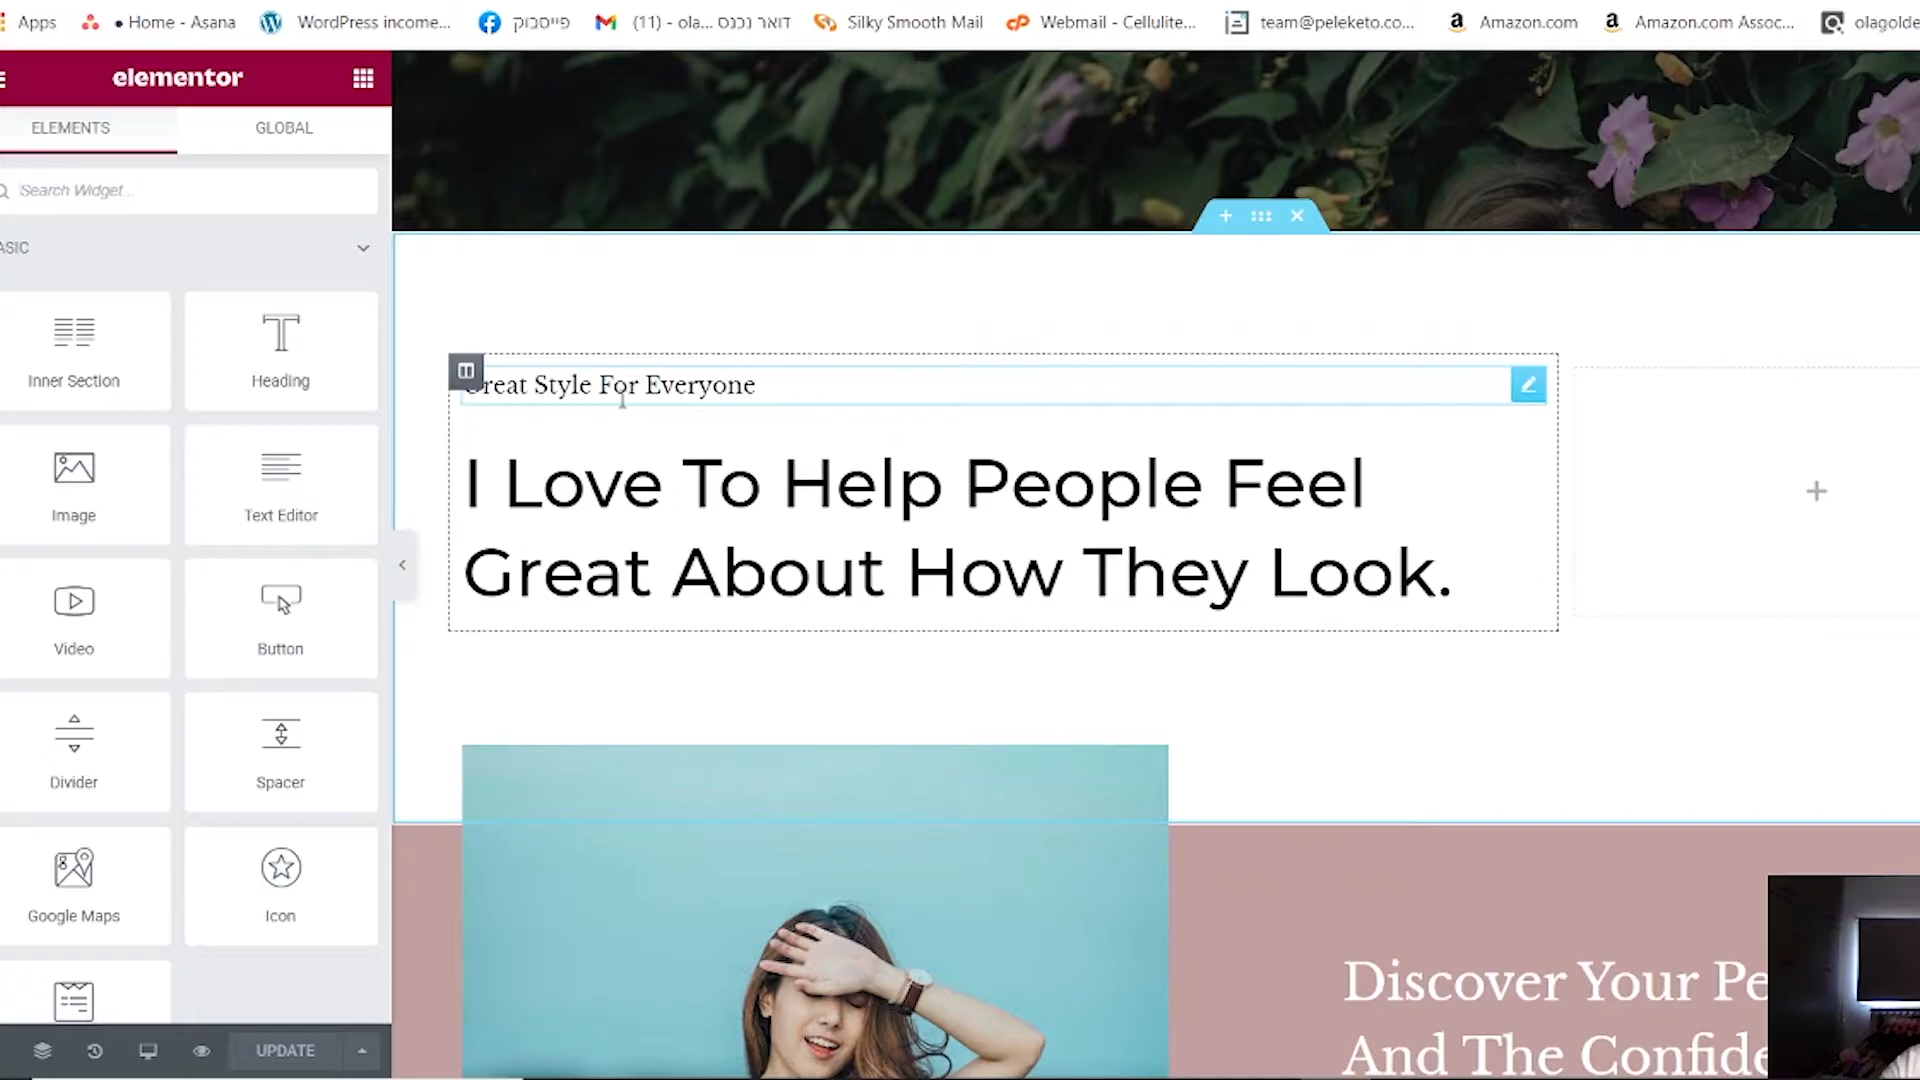 Apps
• Home - Asana
WordPress income...
פייסבוק
(11) - ola... דואר נכנס
Silky Smooth Mail
Webmail - Cellulite...
team@peleketo.co...
Amazon.com
Amazon.com Assoc...
olagolde
elementor
ELEMENTS
GLOBAL
Search Widget...
ASIC
Inner Section
Heading
Image
Text Editor
Video
Button
Divider
Spacer
Google Maps
Icon
UPDATE
Great Style For Everyone
I Love To Help People Feel
Great About How They Look.
Discover Your Pe
And The Confide